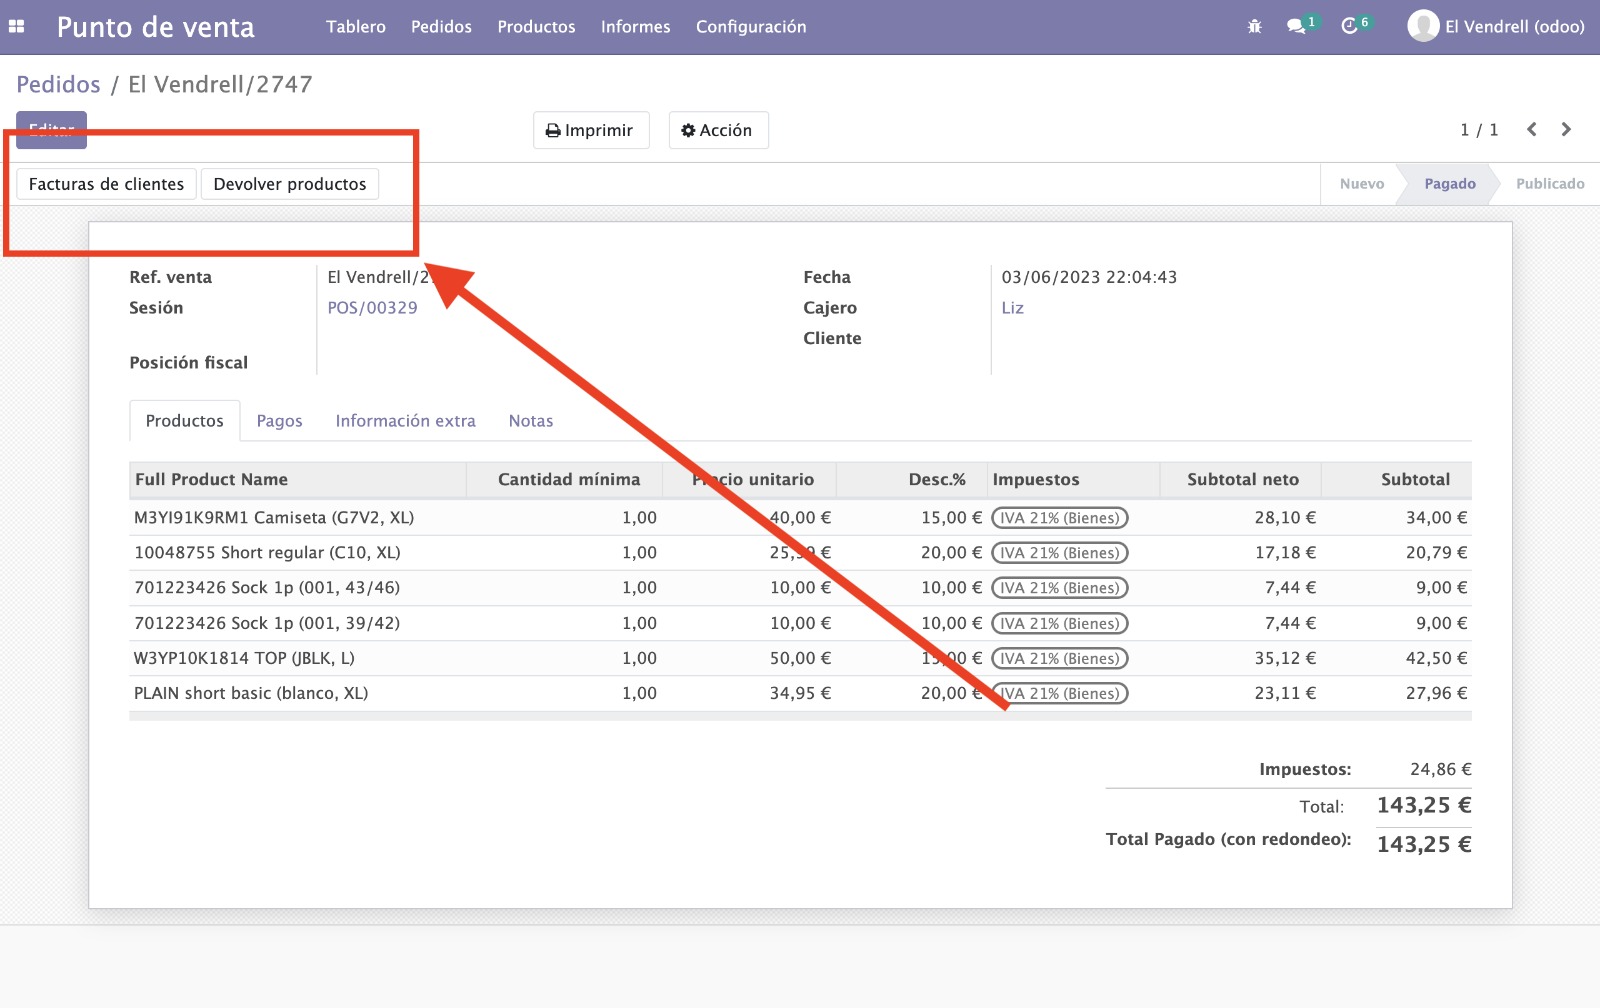 Punto de venta Tablero Pedidos Productos Informes Configuración 1 6 El Vendrell (odoo)
Pedidos / El Vendrell/2747
Editar Imprimir Acción 1 / 1
Facturas de clientes Devolver productos Nuevo Pagado Publicado
Ref. venta El Vendrell/2 Fecha 03/06/2023 22:04:43
Sesión POS/00329 Cajero Liz
Cliente
Posición fiscal
Productos Pagos Información extra Notas
Full Product Name Cantidad mínima Precio unitario Desc.% Impuestos Subtotal neto Subtotal
M3YI91K9RM1 Camiseta (G7V2, XL) 1,00 40,00 € 15,00 € IVA 21% (Bienes) 28,10 € 34,00 €
10048755 Short regular (C10, XL) 1,00 25,99 € 20,00 € IVA 21% (Bienes) 17,18 € 20,79 €
701223426 Sock 1p (001, 43/46) 1,00 10,00 € 10,00 € IVA 21% (Bienes) 7,44 € 9,00 €
701223426 Sock 1p (001, 39/42) 1,00 10,00 € 10,00 € IVA 21% (Bienes) 7,44 € 9,00 €
W3YP10K1814 TOP (JBLK, L) 1,00 50,00 € 15,00 € IVA 21% (Bienes) 35,12 € 42,50 €
PLAIN short basic (blanco, XL) 1,00 34,95 € 20,00 € IVA 21% (Bienes) 23,11 € 27,96 €
Impuestos: 24,86 €
Total: 143,25 €
Total Pagado (con redondeo): 143,25 €